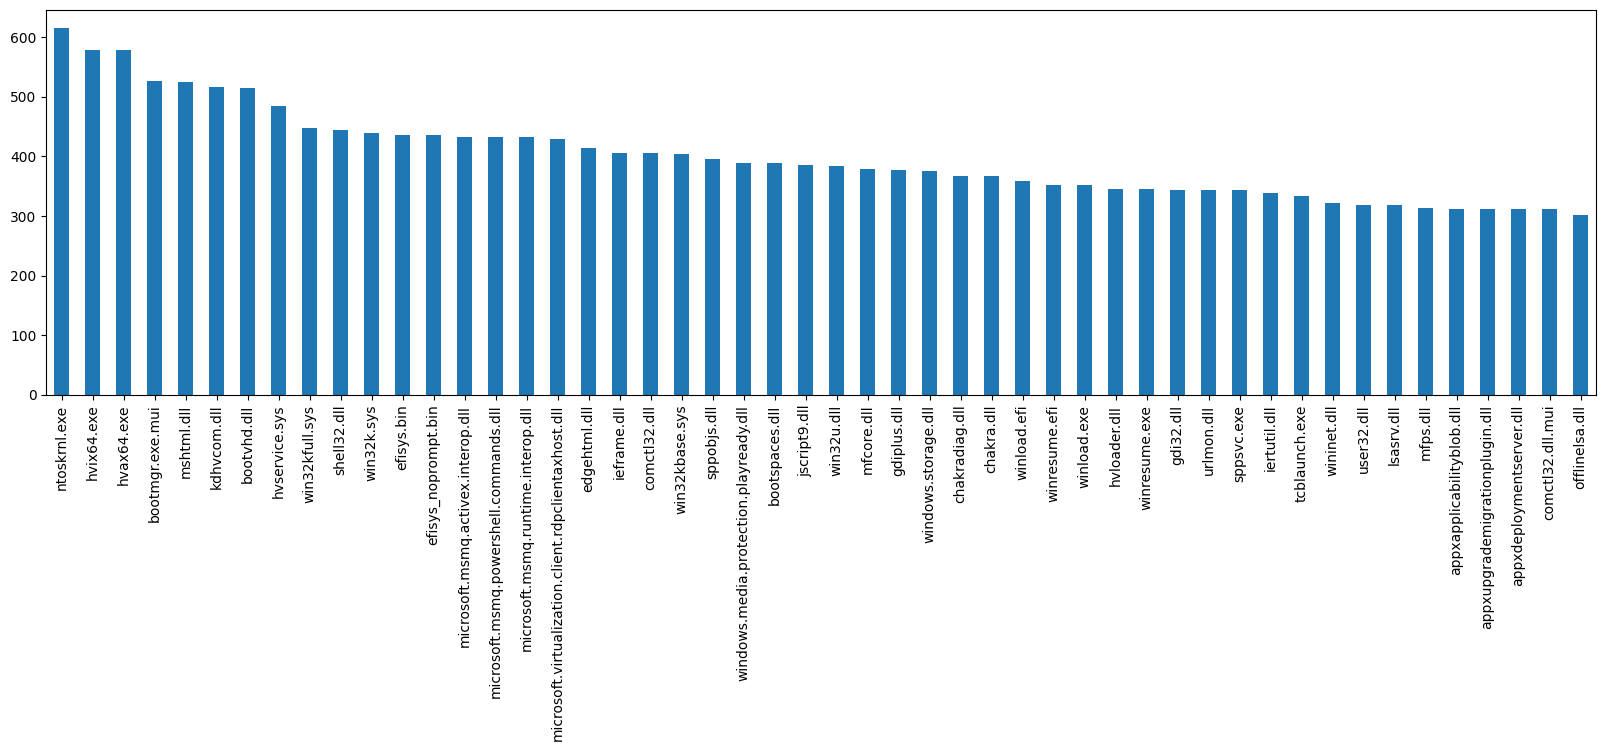 600
500
400
300
200
100
0
ntoskrnl.exe
hvix64.exe
hvax64.exe
bootmgr.exe.mui
mshtml.dll
kdhvcom.dll
bootvhd.dll
hvservice.sys
win32kfull.sys
shell32.dll
win32k.sys
efisys.bin
efisys_noprompt.bin
microsoft.msmq.activex.interop.dll
microsoft.msmq.powershell.commands.dll
microsoft.msmq.runtime.interop.dll
microsoft.virtualization.client.rdpclientaxhost.dll
edgehtml.dll
ieframe.dll
comctl32.dll
win32kbase.sys
sppobjs.dll
windows.media.protection.playready.dll
bootspaces.dll
jscript9.dll
win32u.dll
mfcore.dll
gdiplus.dll
windows.storage.dll
chakradiag.dll
chakra.dll
winload.efi
winresume.efi
winload.exe
hvloader.dll
winresume.exe
gdi32.dll
urlmon.dll
sppsvc.exe
iertutil.dll
tcblaunch.exe
wininet.dll
user32.dll
lsasrv.dll
mfps.dll
appxapplicabilityblob.dll
appxupgrademigrationplugin.dll
appxdeploymentserver.dll
comctl32.dll.mui
offlinelsa.dll